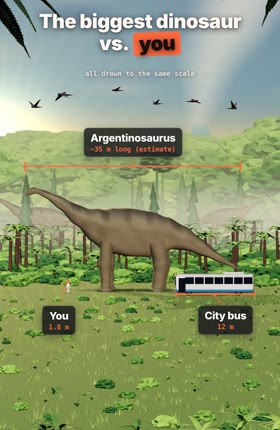 The biggest dinosaur
vs. you
all drawn to the same scale
Argentinosaurus
~35 m long (estimate)
You
1.8 m
City bus
12 m